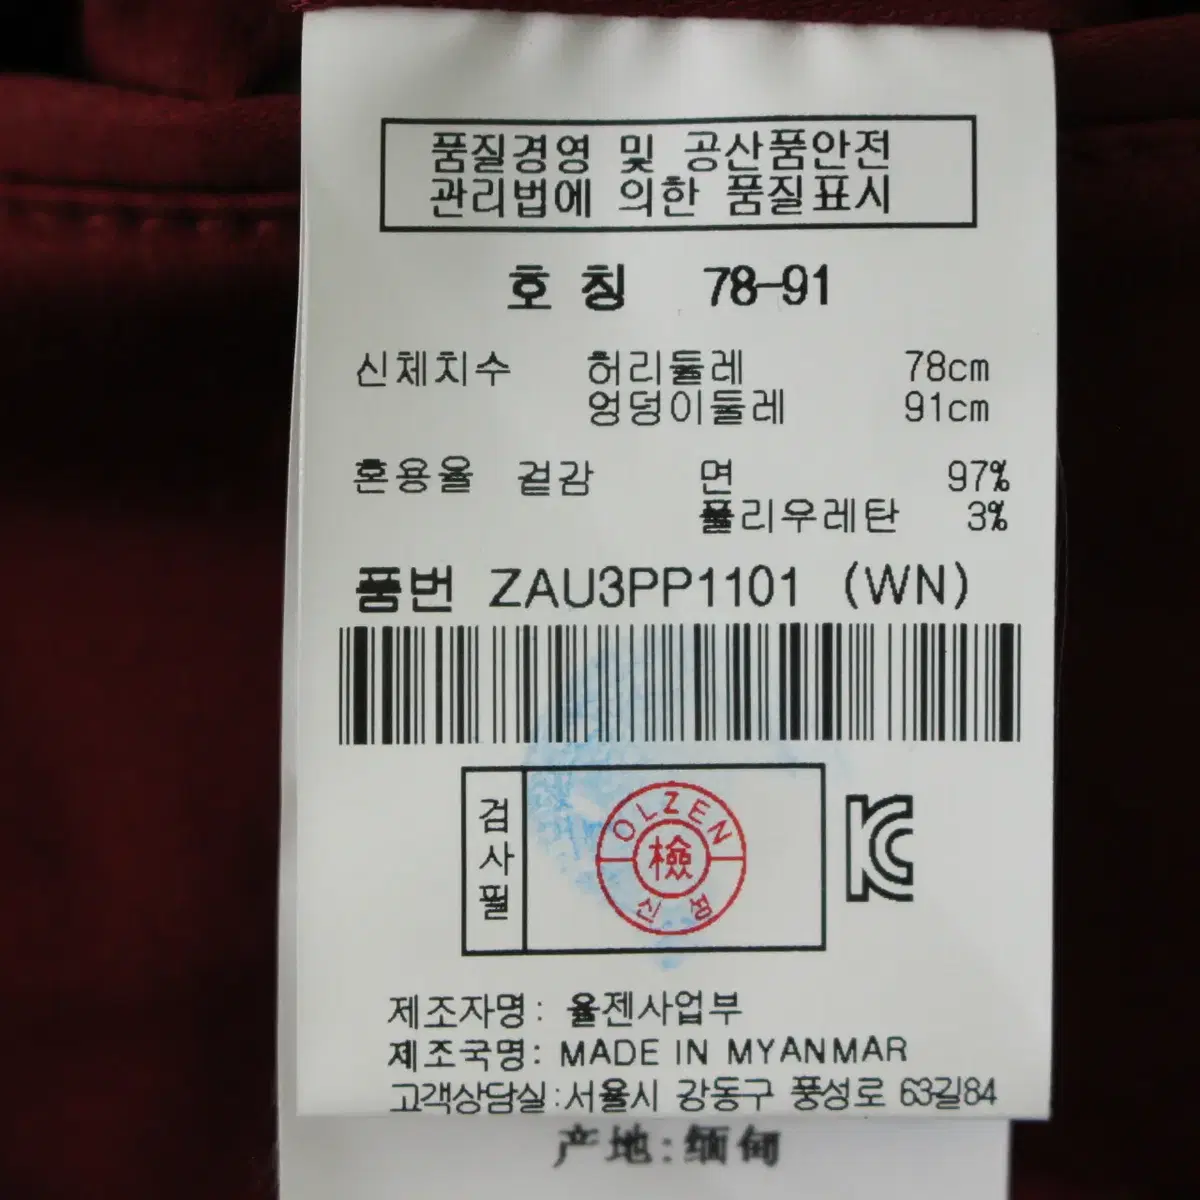 품질경영 및 공산품안전
관리법에 의한 품질표시
호 칭 78-91
신체치수 허리둘레 78cm
엉덩이둘레 91cm
혼용율 겉감 면 97%
폴리우레탄 3%
품번 ZAU3PP1101 (WN)
검사필
OLZEN
檢
신성
KC
제조자명: 올젠사업부
제조국명: MADE IN MYANMAR
고객상담실:서울시 강동구 풍성로 63길84
产地:缅甸